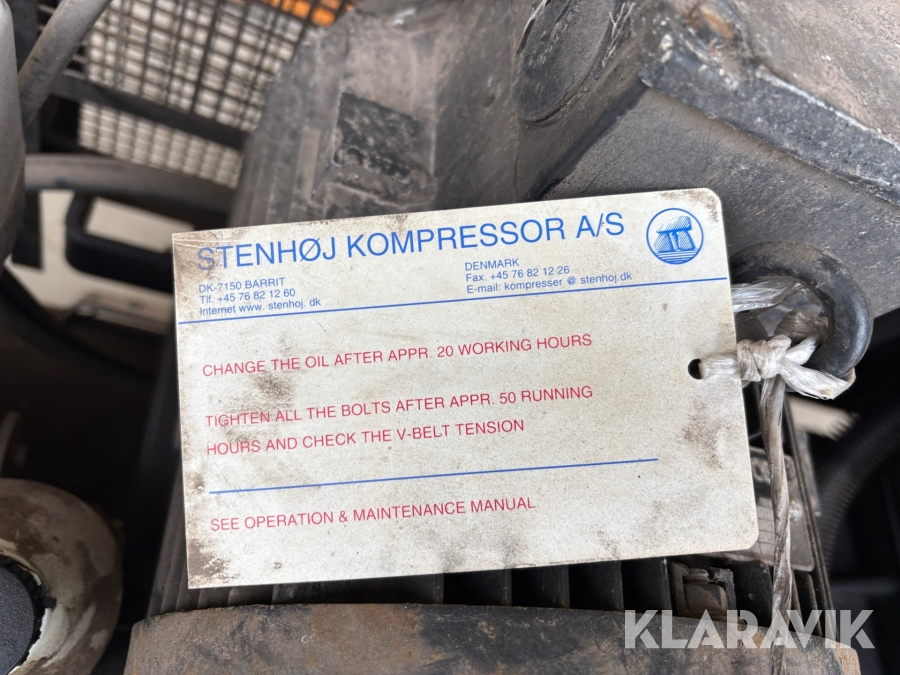 STENHØJ KOMPRESSOR A/S
DK-7150 BARRIT
Tlf. +45 76 82 12 60
Internet www. stenhoj. dk
DENMARK
Fax. +45 76 82 12 26
E-mail: kompresser @ stenhoj.dk
CHANGE THE OIL AFTER APPR. 20 WORKING HOURS
TIGHTEN ALL THE BOLTS AFTER APPR. 50 RUNNING
HOURS AND CHECK THE V-BELT TENSION
SEE OPERATION & MAINTENANCE MANUAL
KLARAVIK